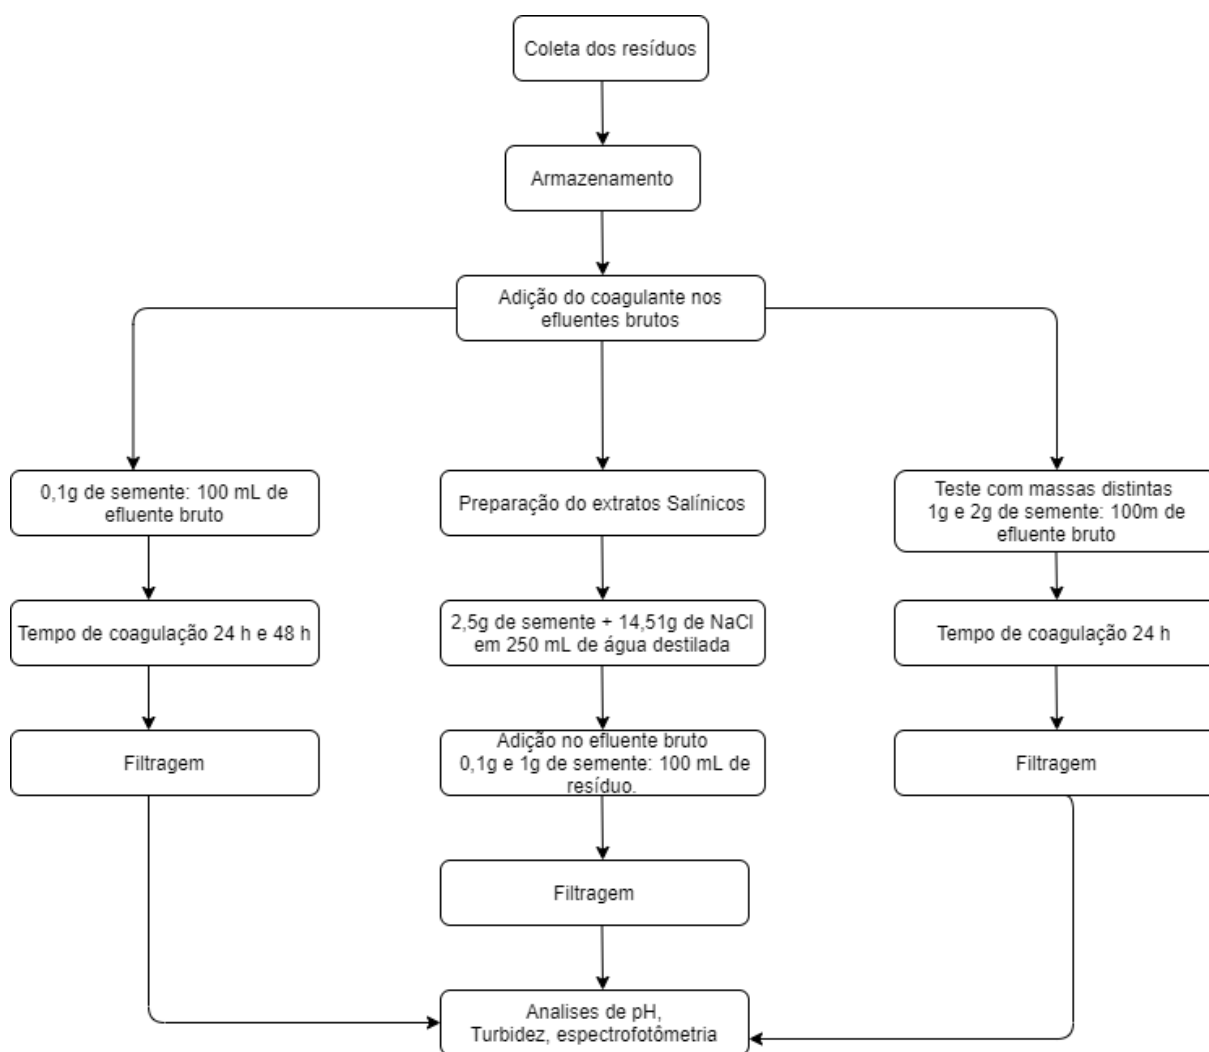 Coleta dos resíduos
Armazenamento
Adição do coagulante nos
efluentes brutos
0,1g de semente: 100 mL de
efluente bruto
Preparação do extratos Salínicos
Teste com massas distintas
1g e 2g de semente: 100m de
efluente bruto
Tempo de coagulação 24 h e 48 h
2,5g de semente + 14,51g de NaCl
em 250 mL de água destilada
Tempo de coagulação 24 h
Filtragem
Adição no efluente bruto
0,1g e 1g de semente: 100 mL de
resíduo.
Filtragem
Filtragem
Analises de pH,
Turbidez, espectrofotômetria